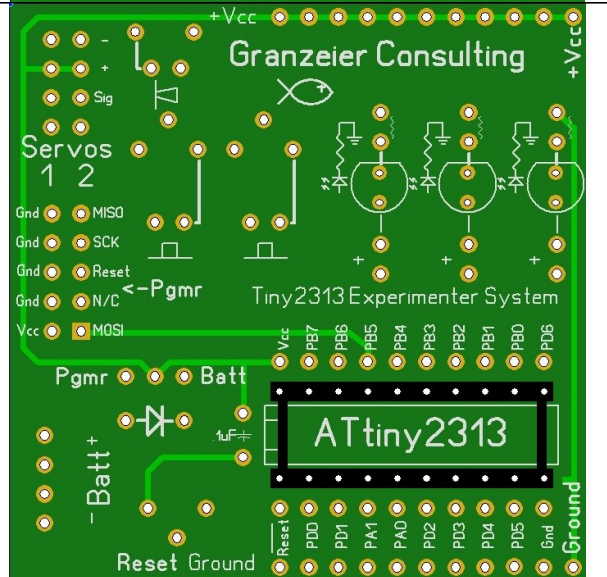 +Vcc
+Vcc
Granzeier Consulting
-
+
Sig
Servos
1 2
Gnd MISO
Gnd SCK
Gnd Reset
Gnd N/C
Vcc MOSI
<-Pgmr
+ + +
Tiny2313 Experimenter System
Vcc PB7 PB6 PB5 PB4 PB3 PB2 PB1 PB0 PD6
Pgmr Batt
.1uF
ATtiny2313
- Batt +
Reset PD0 PD1 PA1 PA0 PD2 PD3 PD4 PD5 Gnd
Ground
Reset Ground